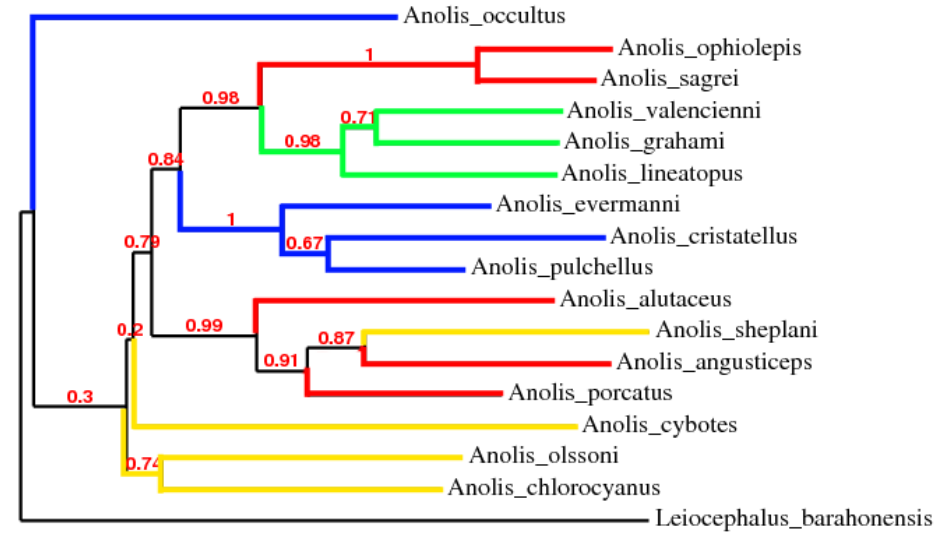 Anolis_occultus
1
Anolis_ophiolepis
Anolis_sagrei
0.98
Anolis_valencienni
0.71
0.98
Anolis_grahami
0.84
Anolis_lineatopus
Anolis_evermanni
1
0.67
Anolis_cristatellus
0.79
Anolis_pulchellus
Anolis_alutaceus
0.2
0.99
Anolis_sheplani
0.87
0.91
Anolis_angusticeps
0.3
Anolis_porcatus
Anolis_cybotes
0.74
Anolis_olssoni
Anolis_chlorocyanus
Leiocephalus_barahonensis